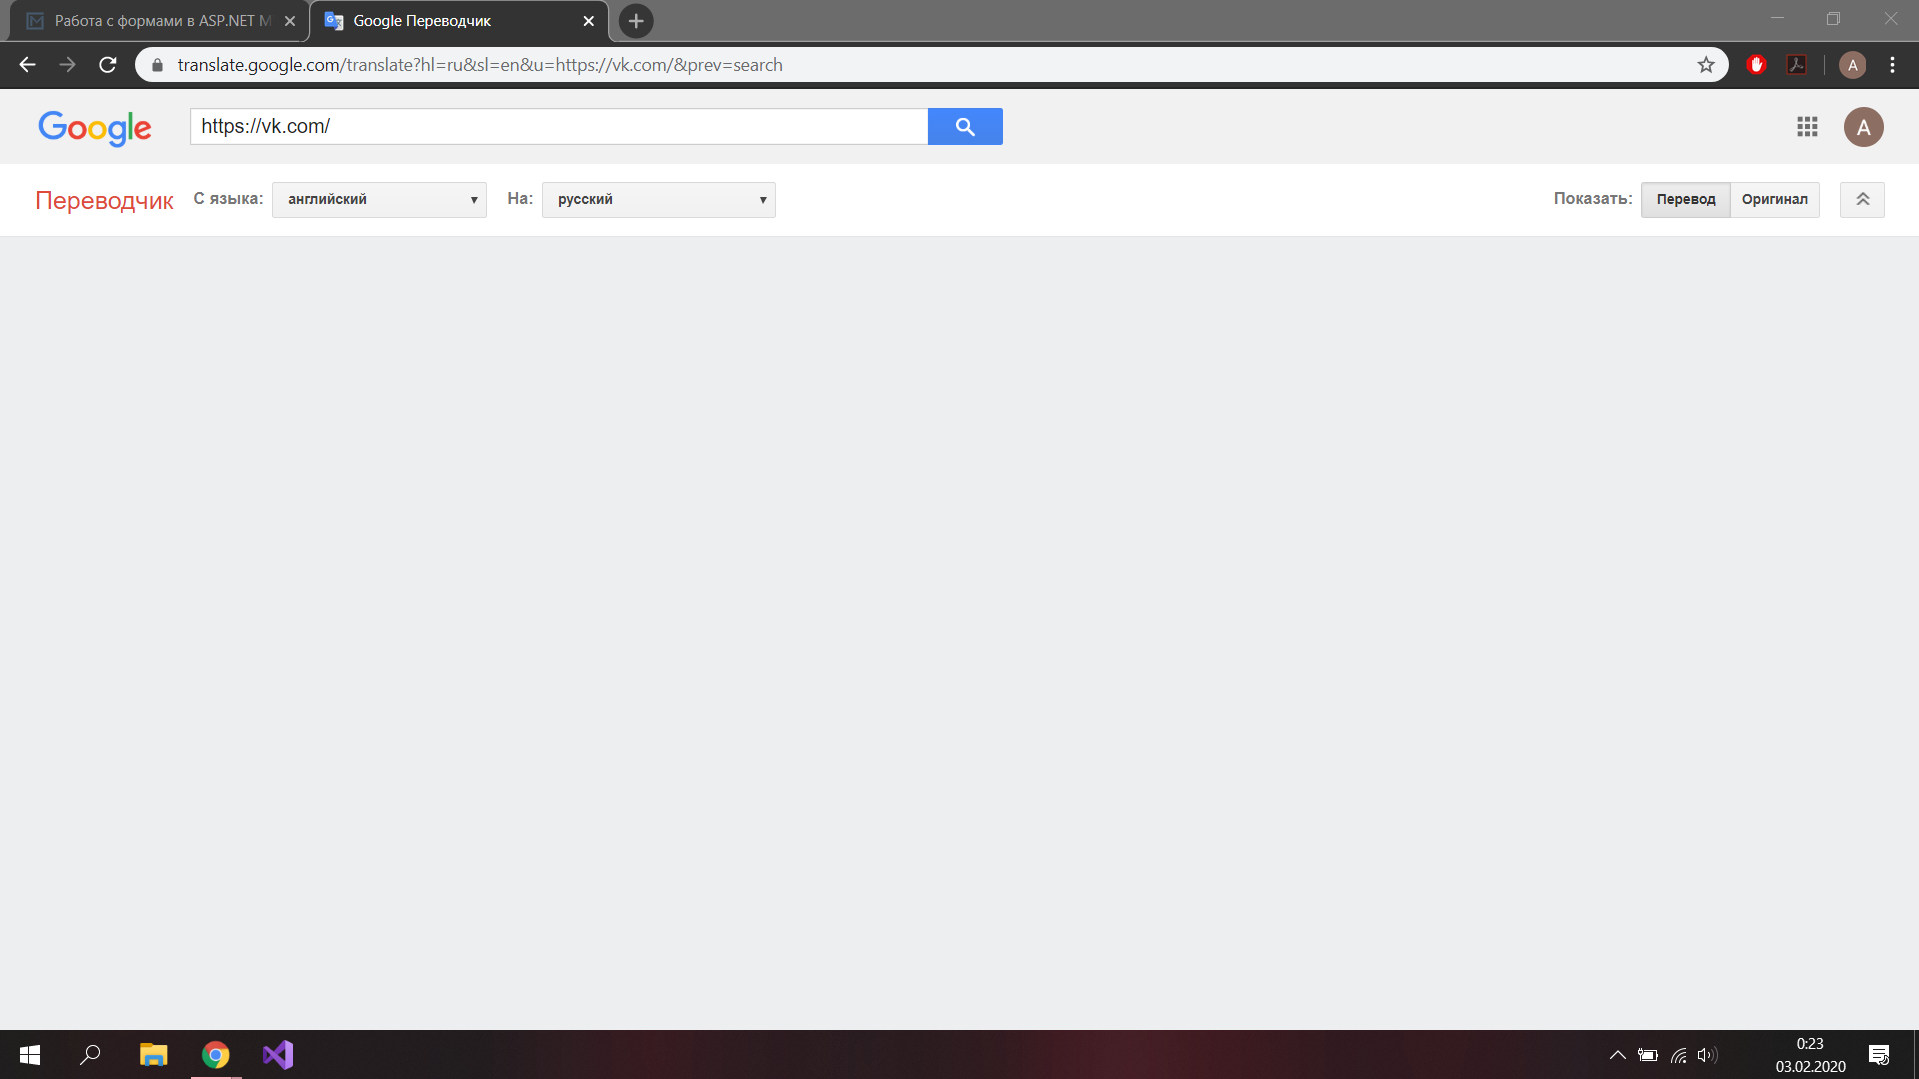 Работа с формами в ASP.NET M
Google Переводчик
translate.google.com/translate?hl=ru&sl=en&u=https://vk.com/&prev=search
A
Google
https://vk.com/
A
Переводчик
С языка:
английский
На:
русский
Показать:
Перевод
Оригинал
0:23
03.02.2020